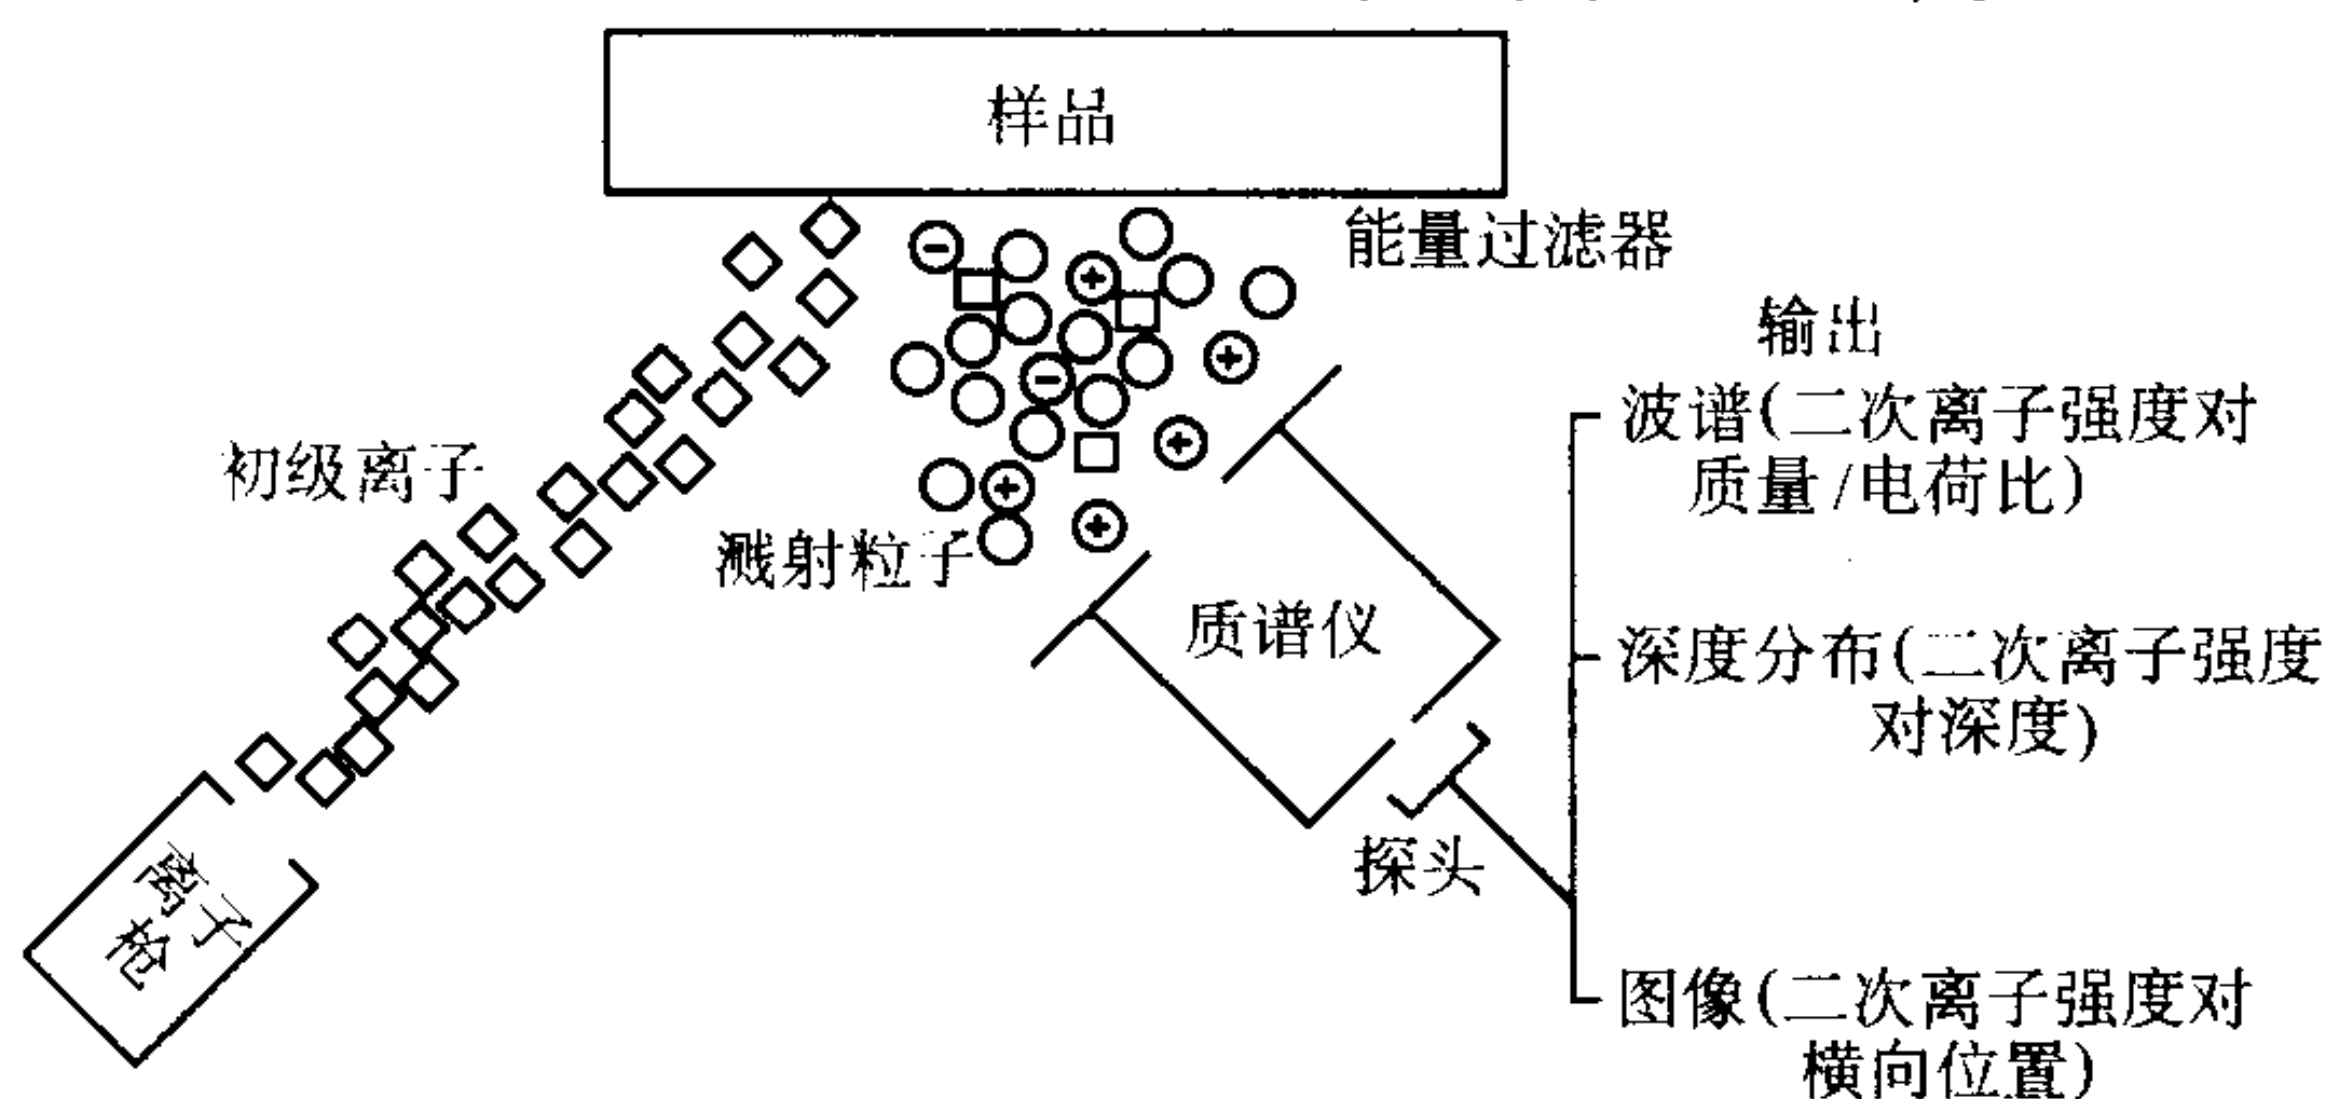 样品
能量过滤器
输出
波谱(二次离子强度对
质量/电荷比)
初级离子
溅射粒子
质谱仪
深度分布(二次离子强度
对深度)
探头
离子
枪
图像(二次离子强度对
横向位置)